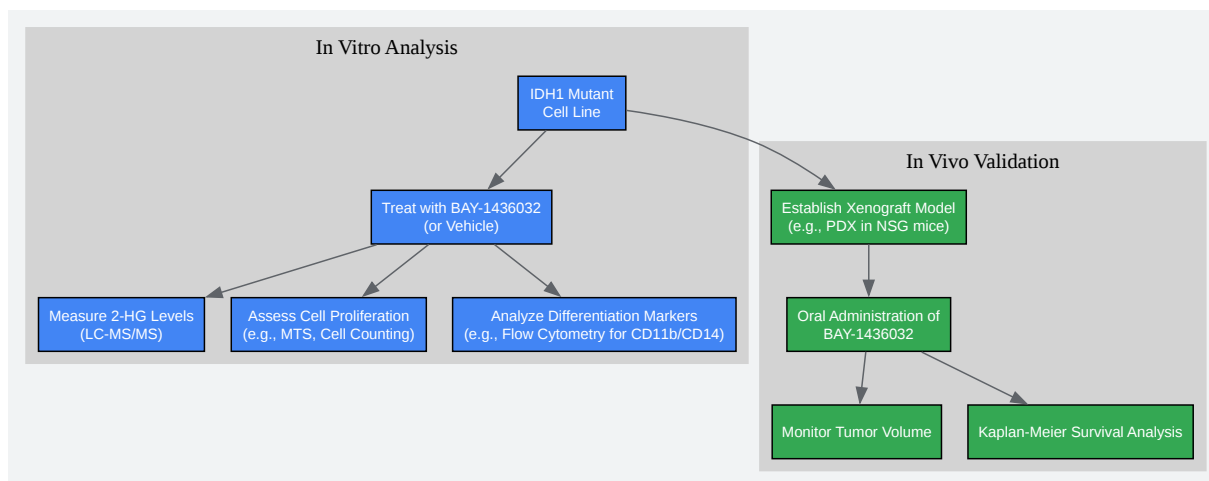 In Vitro Analysis
IDH1 Mutant
Cell Line
Treat with BAY-1436032
(or Vehicle)
Measure 2-HG Levels
(LC-MS/MS)
Assess Cell Proliferation
(e.g., MTS, Cell Counting)
Analyze Differentiation Markers
(e.g., Flow Cytometry for CD11b/CD14)
In Vivo Validation
Establish Xenograft Model
(e.g., PDX in NSG mice)
Oral Administration of
BAY-1436032
Monitor Tumor Volume
Kaplan-Meier Survival Analysis